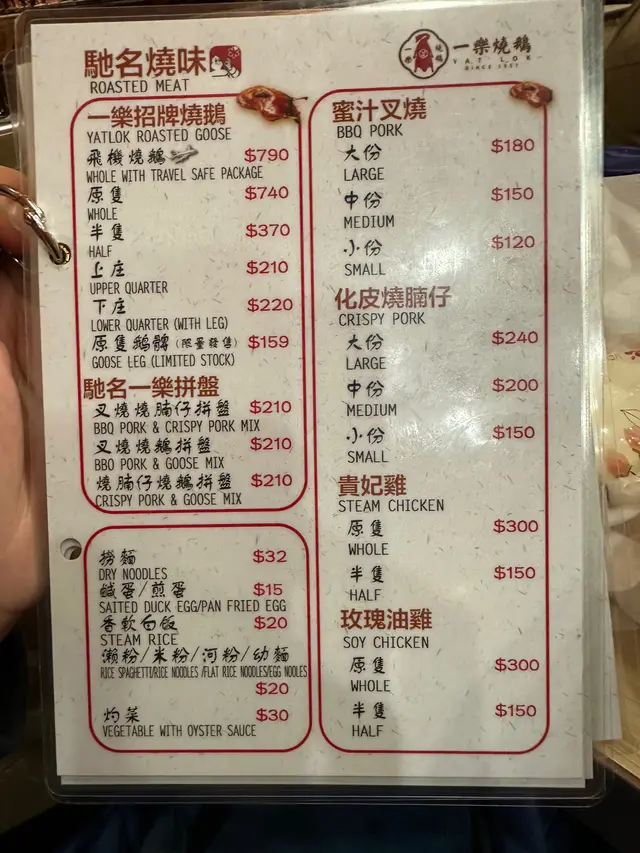 馳名燒味
ROASTED MEAT
一樂燒鵝
YAT LOK
SINCE 1957
一樂招牌燒鵝
YATLOK ROASTED GOOSE
飛機燒鵝 $790
WHOLE WITH TRAVEL SAFE PACKAGE
原隻 $740
WHOLE
半隻 $370
HALF
上庄 $210
UPPER QUARTER
下庄 $220
LOWER QUARTER (WITH LEG)
原隻鵝髀 (限量發售) $159
GOOSE LEG (LIMITED STOCK)
馳名一樂拼盤
叉燒燒腩仔拼盤 $210
BBQ PORK & CRISPY PORK MIX
叉燒燒鵝拼盤 $210
BBO PORK & GOOSE MIX
燒腩仔燒鵝拼盤 $210
CRISPY PORK & GOOSE MIX
撈麵 $32
DRY NOODLES
鹹蛋/煎蛋 $15
SAITED DUCK EGG/PAN FRIED EGG
香軟白飯 $20
STEAM RICE
瀨粉/米粉/河粉/幼麵
RICE SPAGHETTI/RICE NOODLES /FLAT RICE NOODLES/EGG NOOLES
$20
灼菜 $30
VEGETABLE WITH OYSTER SAUCE
蜜汁叉燒
BBQ PORK
大份 $180
LARGE
中份 $150
MEDIUM
小份 $120
SMALL
化皮燒腩仔
CRISPY PORK
大份 $240
LARGE
中份 $200
MEDIUM
小份 $150
SMALL
貴妃雞
STEAM CHICKEN
原隻 $300
WHOLE
半隻 $150
HALF
玫瑰油雞
SOY CHICKEN
原隻 $300
WHOLE
半隻 $150
HALF